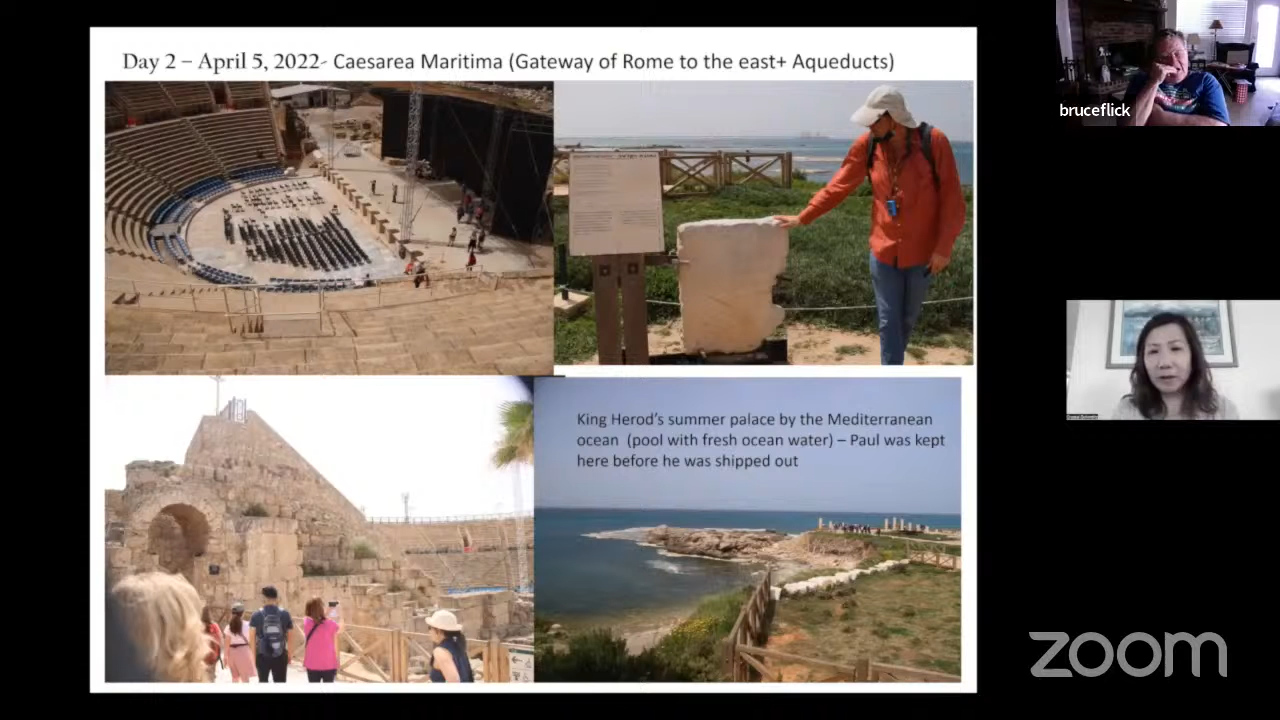 Day 2 – April 5, 2022- Caesarea Maritima (Gateway of Rome to the east+ Aqueducts)
bruceflick
King Herod’s summer palace by the Mediterranean
ocean (pool with fresh ocean water) – Paul was kept
here before he was shipped out
zoom